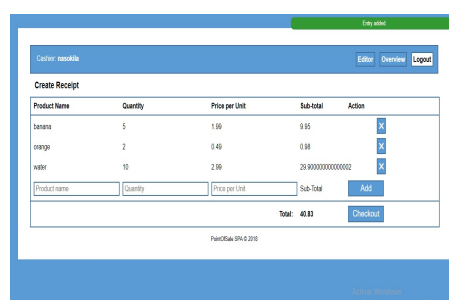 Entry added.
Cashier: nasokila Editor Overview Logout
Create Receipt
Product Name Quantity Price per Unit Sub-total Action
banana 5 1.99 9.95 X
orange 2 0.49 0.98 X
water 10 2.99 29.900000000000002 X
Product name Quantity Price per Unit Sub-Total Add
Total: 40.83 Checkout
PointOfSale SPA © 2018
Activate Windows